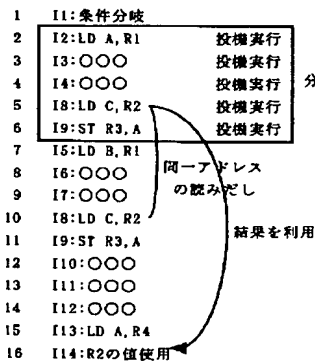 1 I1:条件分岐
2 I2:LD A,R1 投機実行
3 I3:○○○ 投機実行
4 I4:○○○ 投機実行
5 I8:LD C,R2 投機実行
6 I9:ST R3,A 投機実行
分
7 I5:LD B,R1
8 I6:○○○
9 I7:○○○
同一アドレス
の読みだし
10 I8:LD C,R2
11 I9:ST R3,A
結果を利用
12 I10:○○○
13 I11:○○○
14 I12:○○○
15 I13:LD A,R4
16 I14:R2の値使用